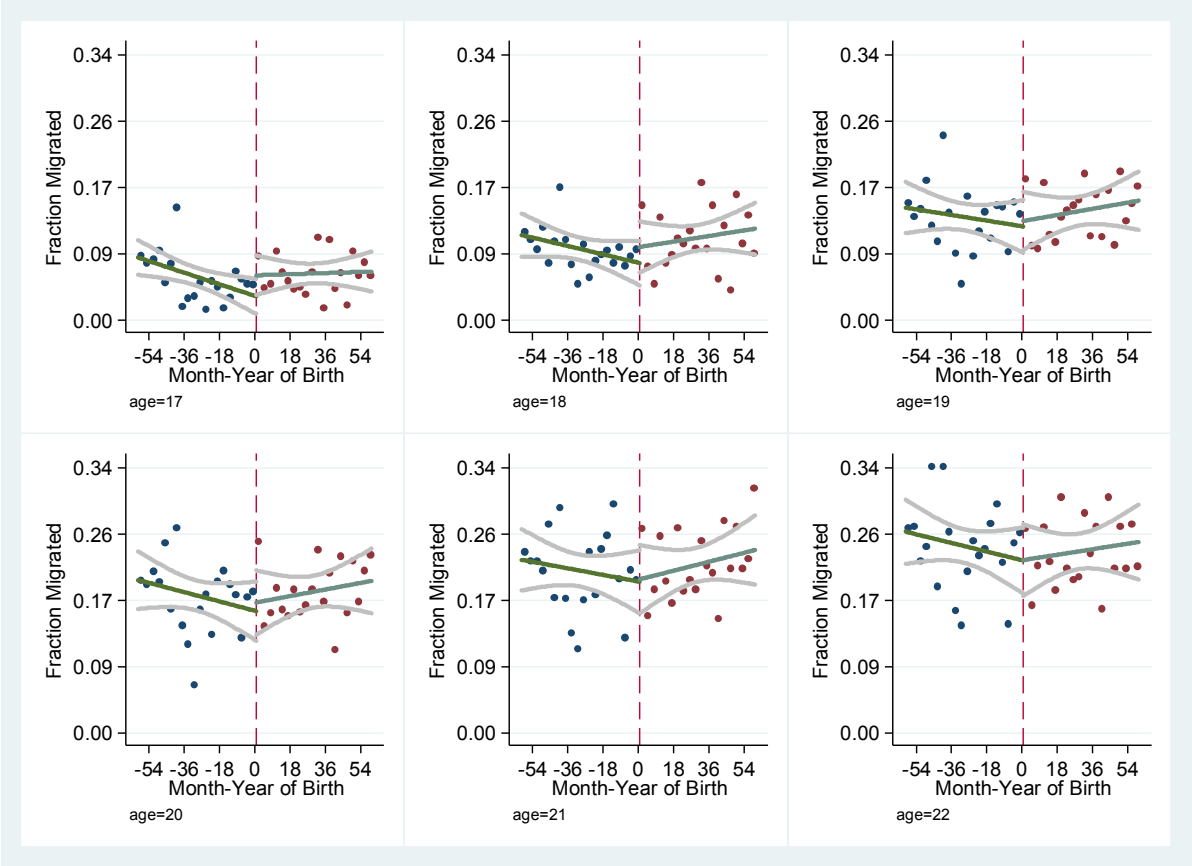 Fraction Migrated
0.34
0.26
0.17
0.09
0.00
-54 -36 -18 0 18 36 54
Month-Year of Birth
age=17
Fraction Migrated
0.34
0.26
0.17
0.09
0.00
-54 -36 -18 0 18 36 54
Month-Year of Birth
age=18
Fraction Migrated
0.34
0.26
0.17
0.09
0.00
-54 -36 -18 0 18 36 54
Month-Year of Birth
age=19
Fraction Migrated
0.34
0.26
0.17
0.09
0.00
-54 -36 -18 0 18 36 54
Month-Year of Birth
age=20
Fraction Migrated
0.34
0.26
0.17
0.09
0.00
-54 -36 -18 0 18 36 54
Month-Year of Birth
age=21
Fraction Migrated
0.34
0.26
0.17
0.09
0.00
-54 -36 -18 0 18 36 54
Month-Year of Birth
age=22